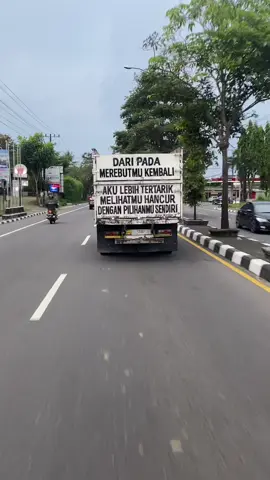 DARI PADA
MEREBUTMU KEMBALI
AKU LEBIH TERTARIK
MELIHATMU HANCUR
DENGAN PILIHANMU SENDIRI